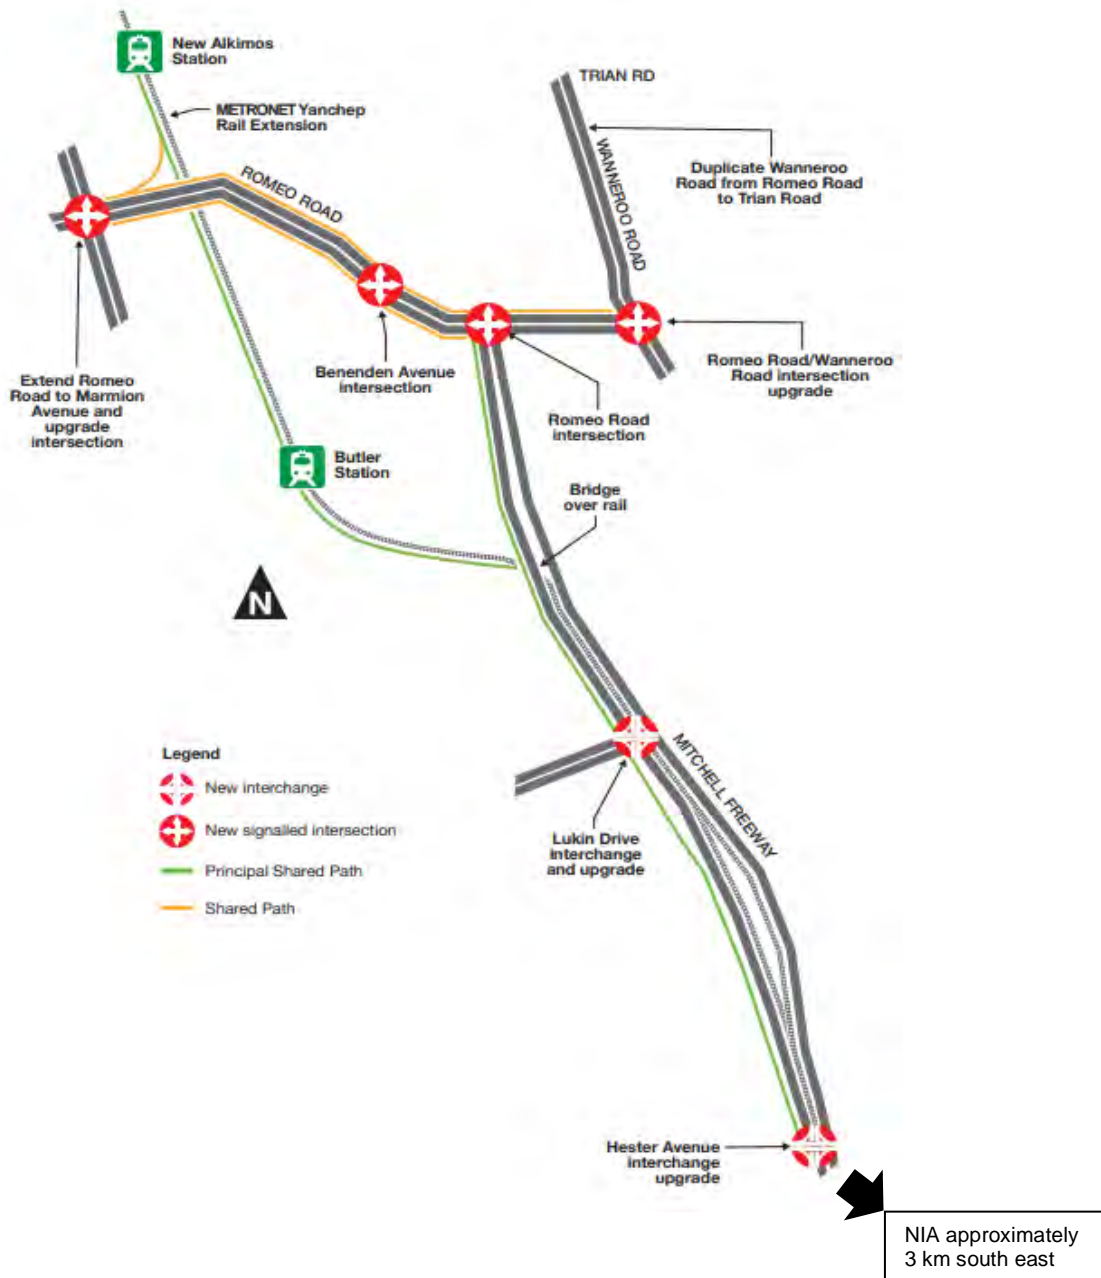 New Alkimos
Station
METRONET Yanchep
Rail Extension
TRIAN RD
WANNEROO ROAD
Duplicate Wanneroo
Road from Romeo Road
to Trian Road
ROMEO ROAD
Extend Romeo
Road to Marmion
Avenue and
upgrade
intersection
Benenden Avenue
intersection
Romeo Road
intersection
Romeo Road/Wanneroo
Road intersection
upgrade
Butler
Station
Bridge
over rail
N
MITCHELL FREEWAY
Legend
New interchange
New signalled intersection
Principal Shared Path
Shared Path
Lukin Drive
interchange
and upgrade
Hester Avenue
interchange
upgrade
NIA approximately
3 km south east